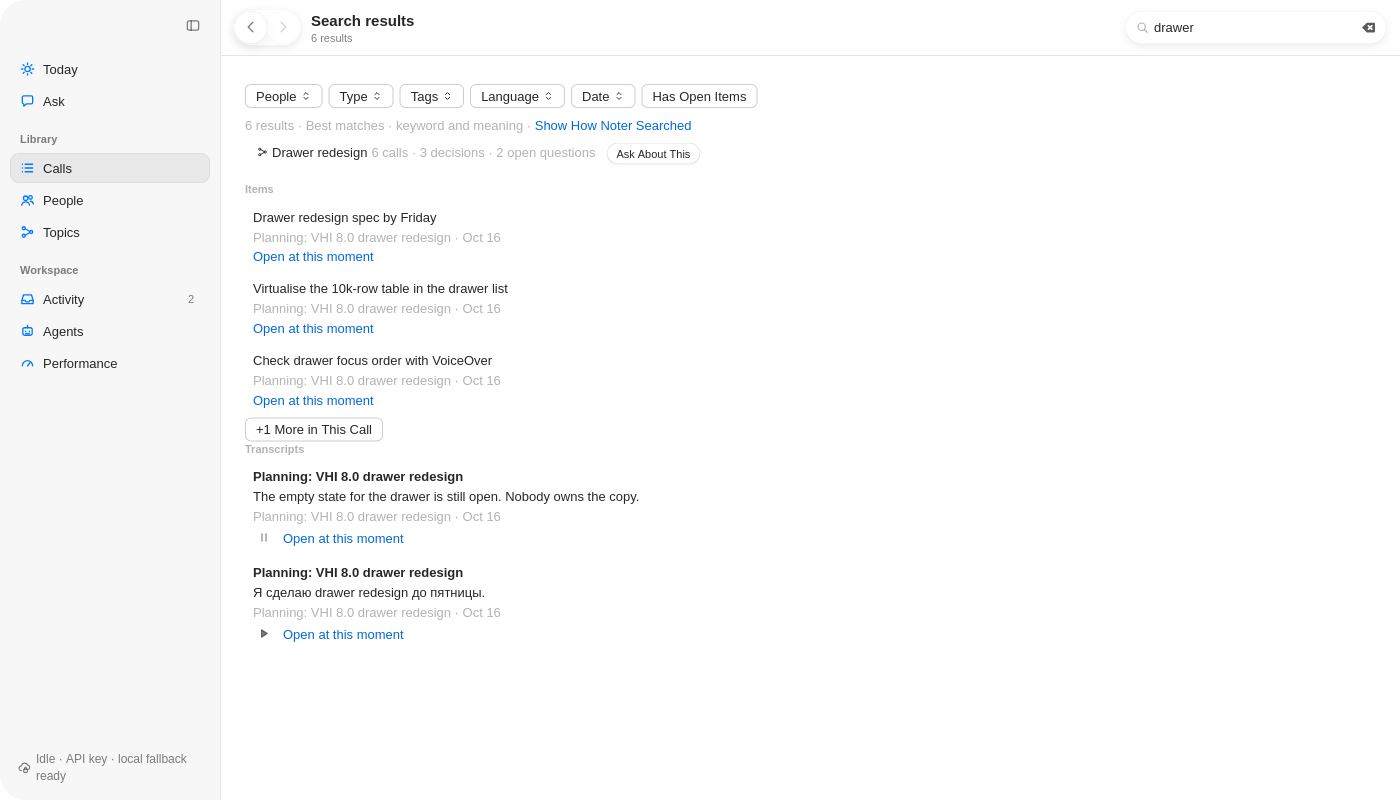 Search results
6 results
drawer
Today
Ask
Library
Calls
People
Topics
Workspace
Activity 2
Agents
Performance
Idle · API key · local fallback
ready
People Type Tags Language Date Has Open Items
6 results · Best matches · keyword and meaning · Show How Noter Searched
Drawer redesign 6 calls · 3 decisions · 2 open questions Ask About This
Items
Drawer redesign spec by Friday
Planning: VHI 8.0 drawer redesign · Oct 16
Open at this moment
Virtualise the 10k-row table in the drawer list
Planning: VHI 8.0 drawer redesign · Oct 16
Open at this moment
Check drawer focus order with VoiceOver
Planning: VHI 8.0 drawer redesign · Oct 16
Open at this moment
+1 More in This Call
Transcripts
Planning: VHI 8.0 drawer redesign
The empty state for the drawer is still open. Nobody owns the copy.
Planning: VHI 8.0 drawer redesign · Oct 16
Open at this moment
Planning: VHI 8.0 drawer redesign
Я сделаю drawer redesign до пятницы.
Planning: VHI 8.0 drawer redesign · Oct 16
Open at this moment